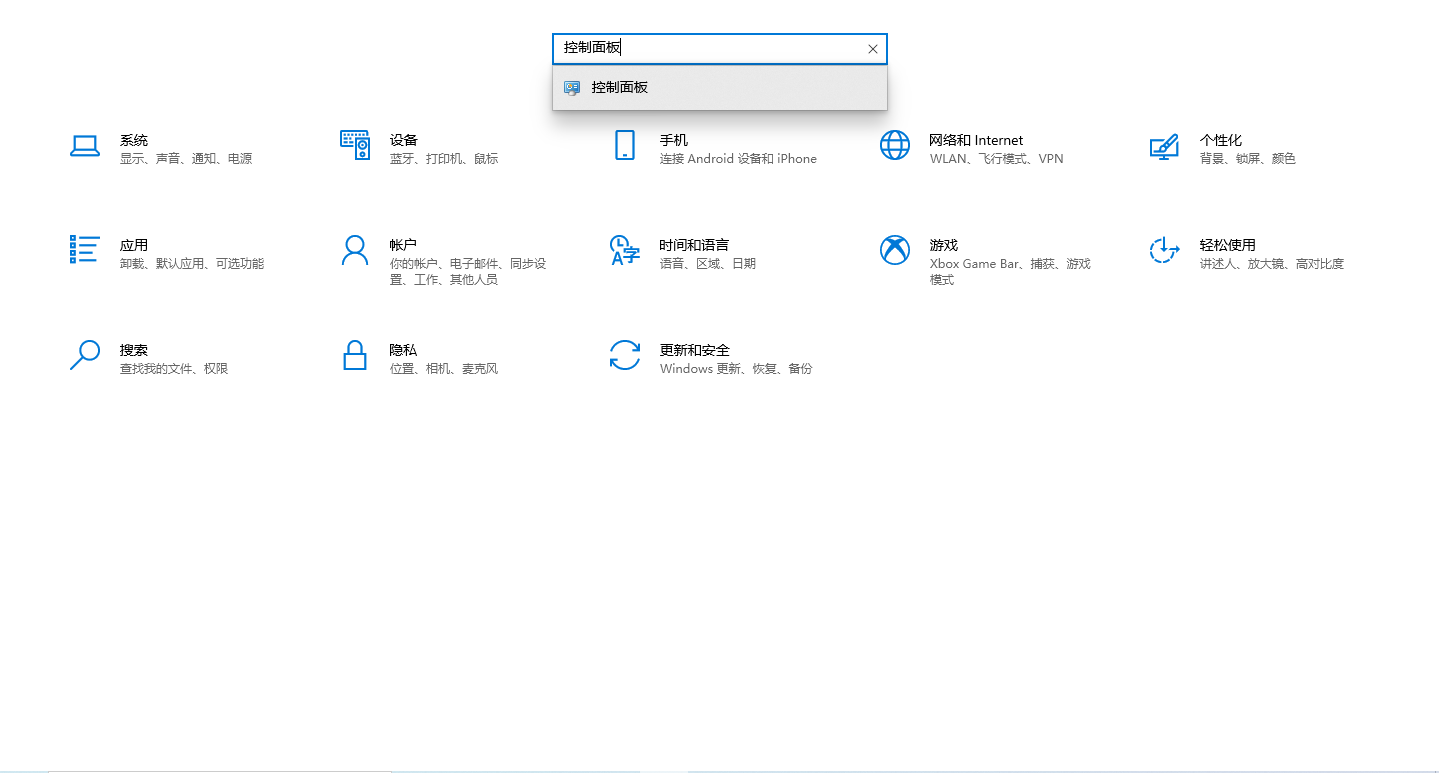 控制面板
控制面板
系统
显示、声音、通知、电源
设备
蓝牙、打印机、鼠标
手机
连接 Android 设备和 iPhone
网络和 Internet
WLAN、飞行模式、VPN
个性化
背景、锁屏、颜色
应用
卸载、默认应用、可选功能
帐户
你的帐户、电子邮件、同步设
置、工作、其他人员
时间和语言
语音、区域、日期
游戏
Xbox Game Bar、捕获、游戏
模式
轻松使用
讲述人、放大镜、高对比度
搜索
查找我的文件、权限
隐私
位置、相机、麦克风
更新和安全
Windows 更新、恢复、备份